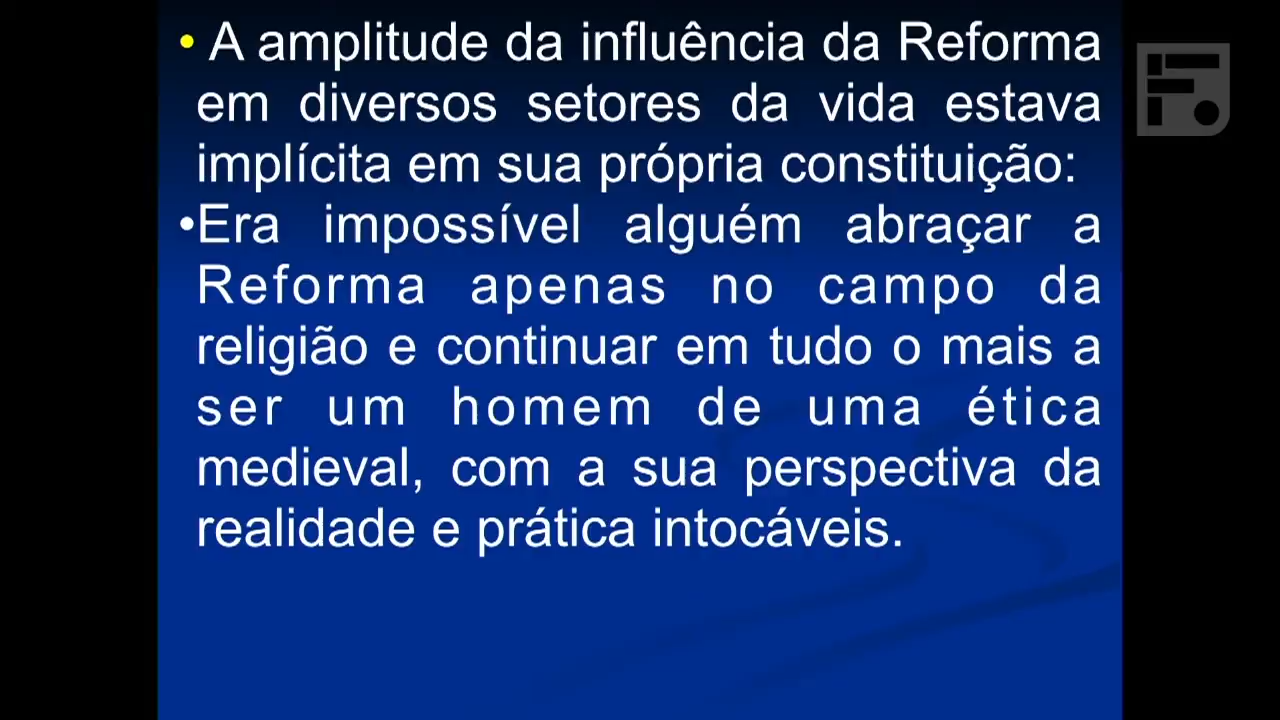 • A amplitude da influência da Reforma
em diversos setores da vida estava
implícita em sua própria constituição:
•Era impossível alguém abraçar a
Reforma apenas no campo da
religião e continuar em tudo o mais a
ser um homem de uma ética
medieval, com a sua perspectiva da
realidade e prática intocáveis.